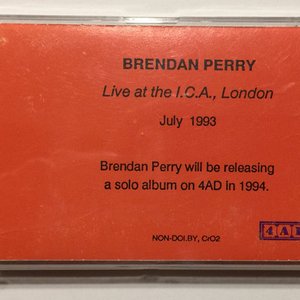 BRENDAN PERRY
Live at the I.C.A., London
July 1993
Brendan Perry will be releasing
a solo album on 4AD in 1994.
4AD
NON-DOLBY, CrO2